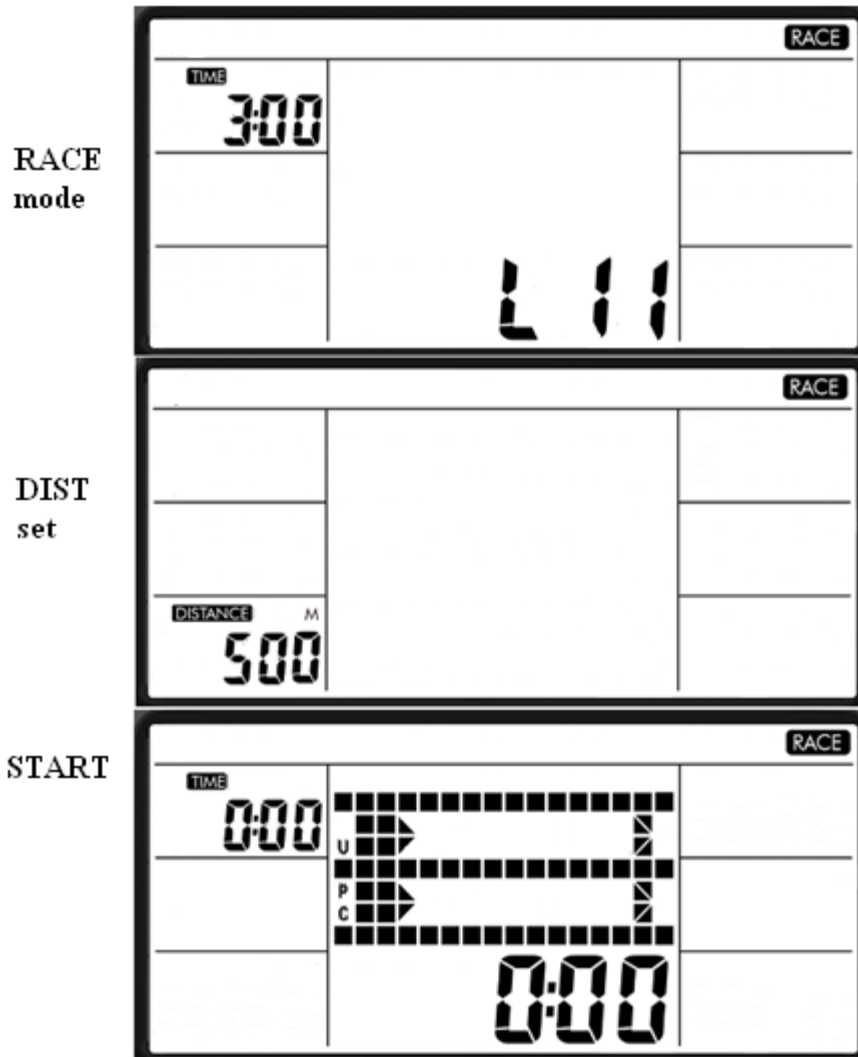 RACE
TIME
3:00
RACE
mode
L 11
RACE
DIST
set
DISTANCE M
500
RACE
START
TIME
0:00
U
P
C
0:00